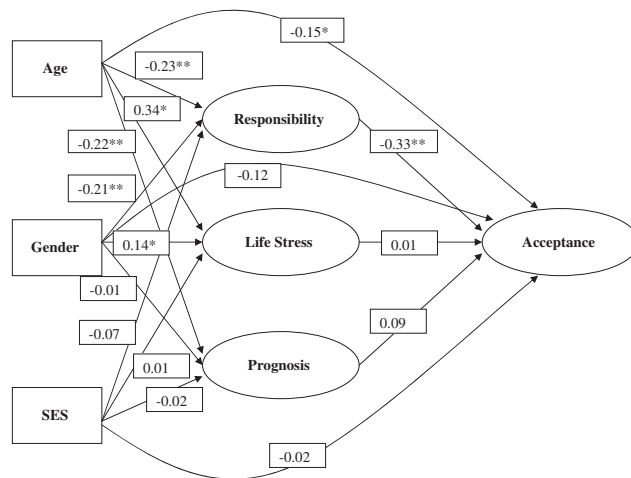 -0.15*
Age
-0.23**
0.34*
Responsibility
-0.22**
-0.33**
-0.21**
-0.12
Gender
0.14*
Life Stress
0.01
Acceptance
-0.01
-0.07
0.09
0.01
Prognosis
-0.02
SES
-0.02